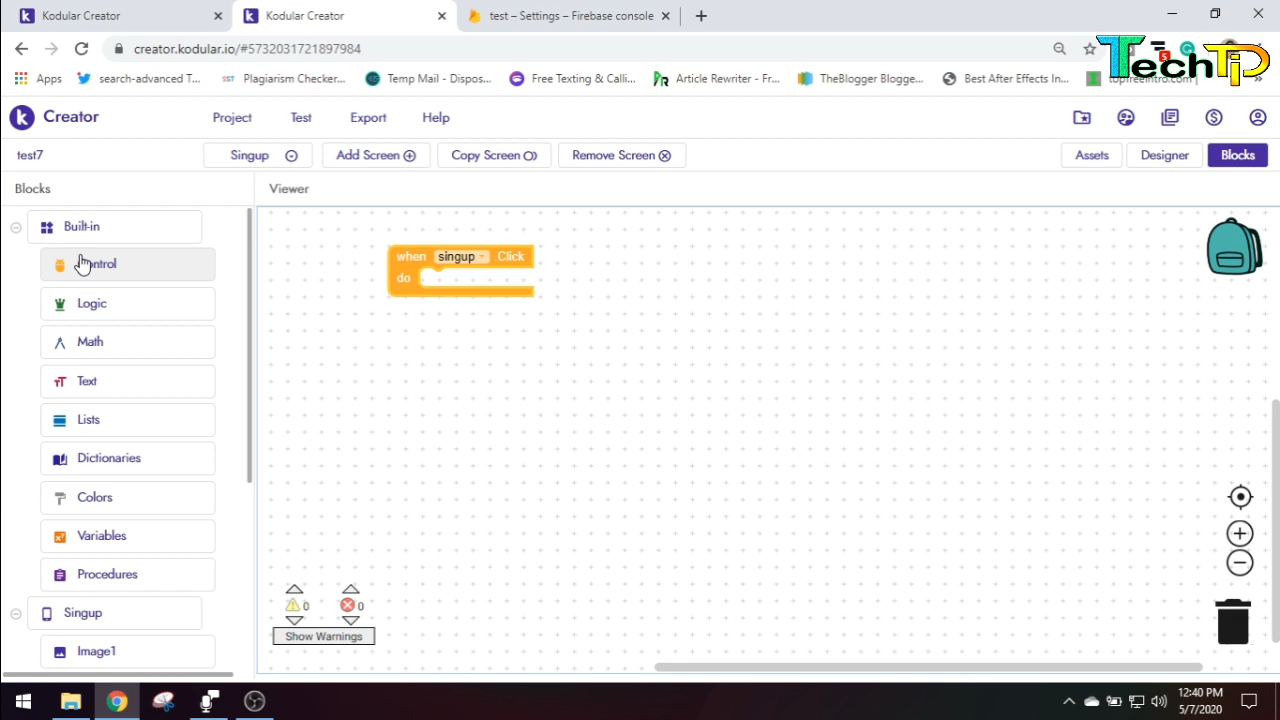 Kodular Creator
Kodular Creator
test – Settings – Firebase console
creator.kodular.io/#5732031721897984
Apps
search-advanced T...
SST
Plagiarism Checker...
Temp Mail - Dispos...
Free Texting & Calli...
Article Rewriter - Fr...
TheBlogger Blogge...
Best After Effects In...
topfreeintro.com
TechTip
Creator
Project
Test
Export
Help
test7
Singup
Add Screen
Copy Screen
Remove Screen
Assets
Designer
Blocks
Blocks
Viewer
Built-in
Control
Logic
Math
Text
Lists
Dictionaries
Colors
Variables
Procedures
Singup
Image1
when singup .Click
do
0
0
Show Warnings
12:40 PM
5/7/2020